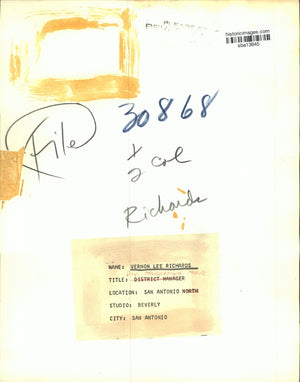 historicimages.com
File
30868
1/2 col
Richards
NAME: VERNON LEE RICHARDS
TITLE: DISTRICT MANAGER
LOCATION: SAN ANTONIO NORTH
STUDIO: BEVERLY
CITY: SAN ANTONIO